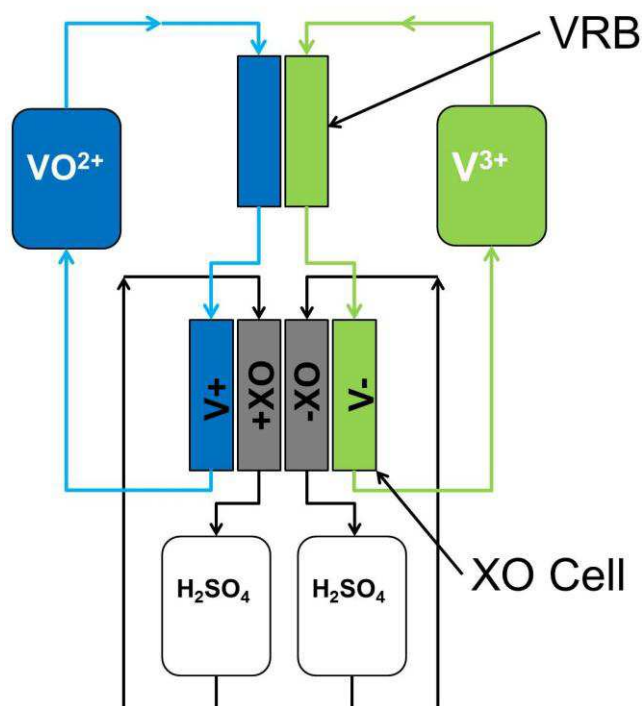 VRB
VO²⁺
V³⁺
V+
+XO
-XO
V-
XO Cell
H₂SO₄
H₂SO₄